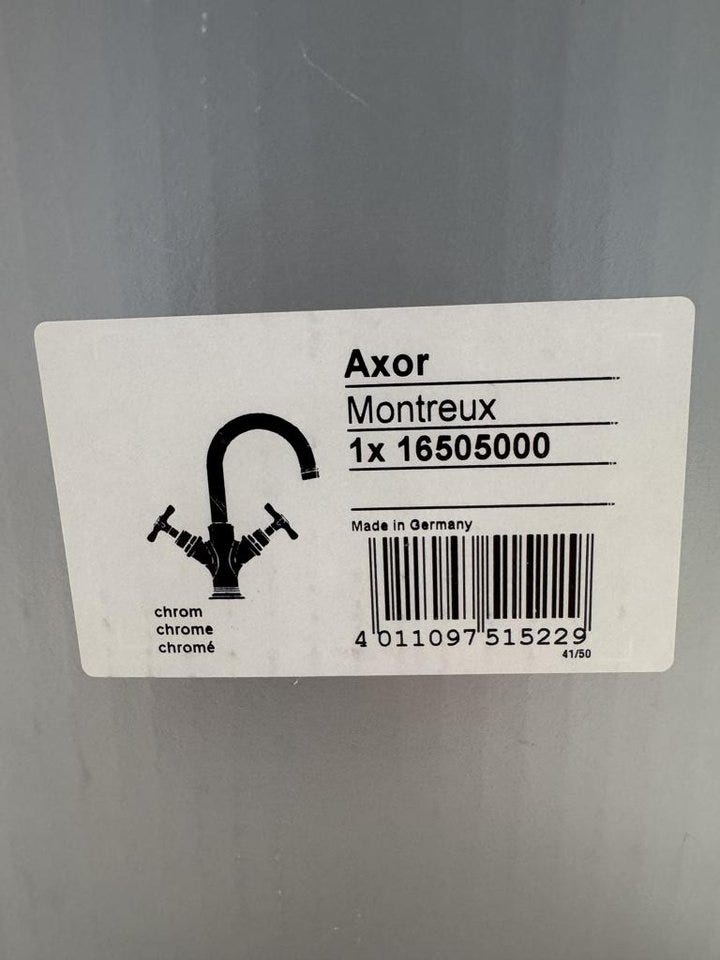 Axor
Montreux
1x 16505000
Made in Germany
chrom
chrome
chromé
4 011097 515229
41/50